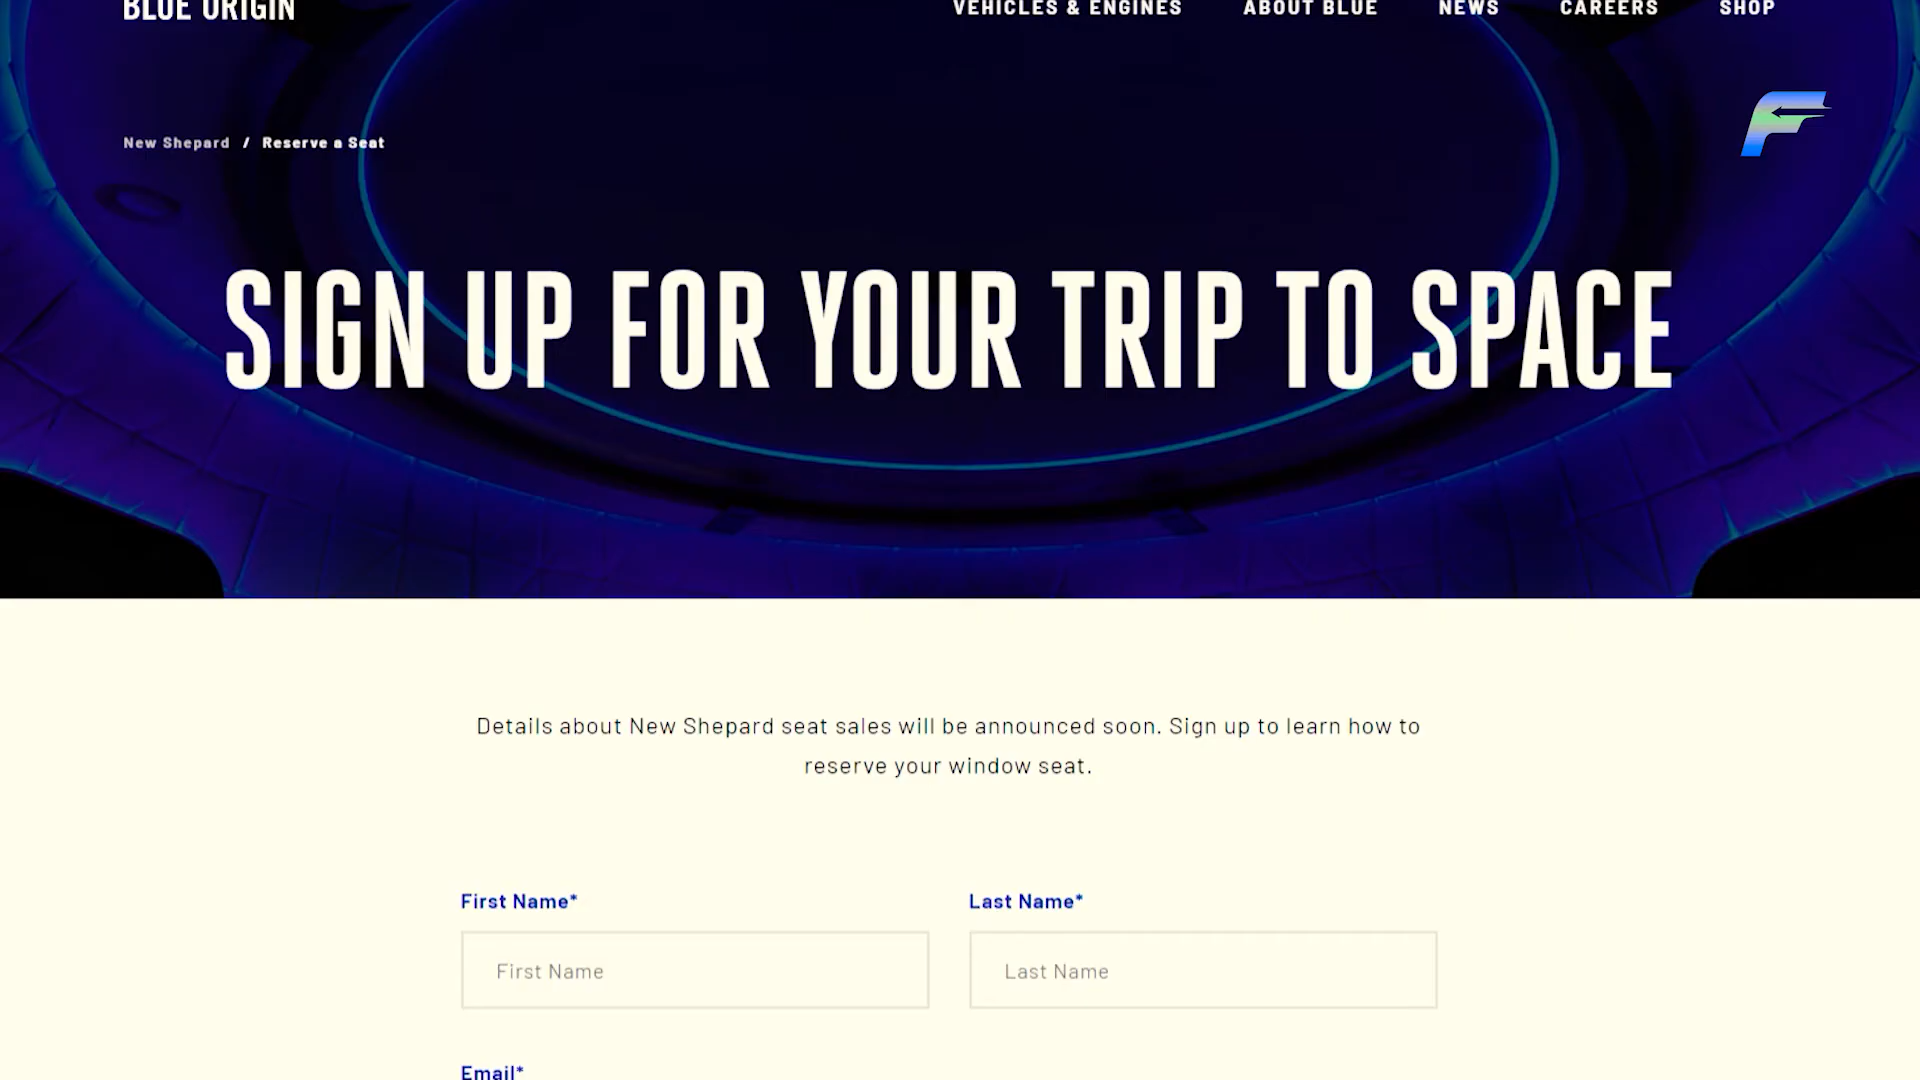 BLUE ORIGIN
VEHICLES & ENGINES ABOUT BLUE NEWS CAREERS SHOP
New Shepard / Reserve a Seat
SIGN UP FOR YOUR TRIP TO SPACE
Details about New Shepard seat sales will be announced soon. Sign up to learn how to
reserve your window seat.
First Name* Last Name*
First Name Last Name
Email*